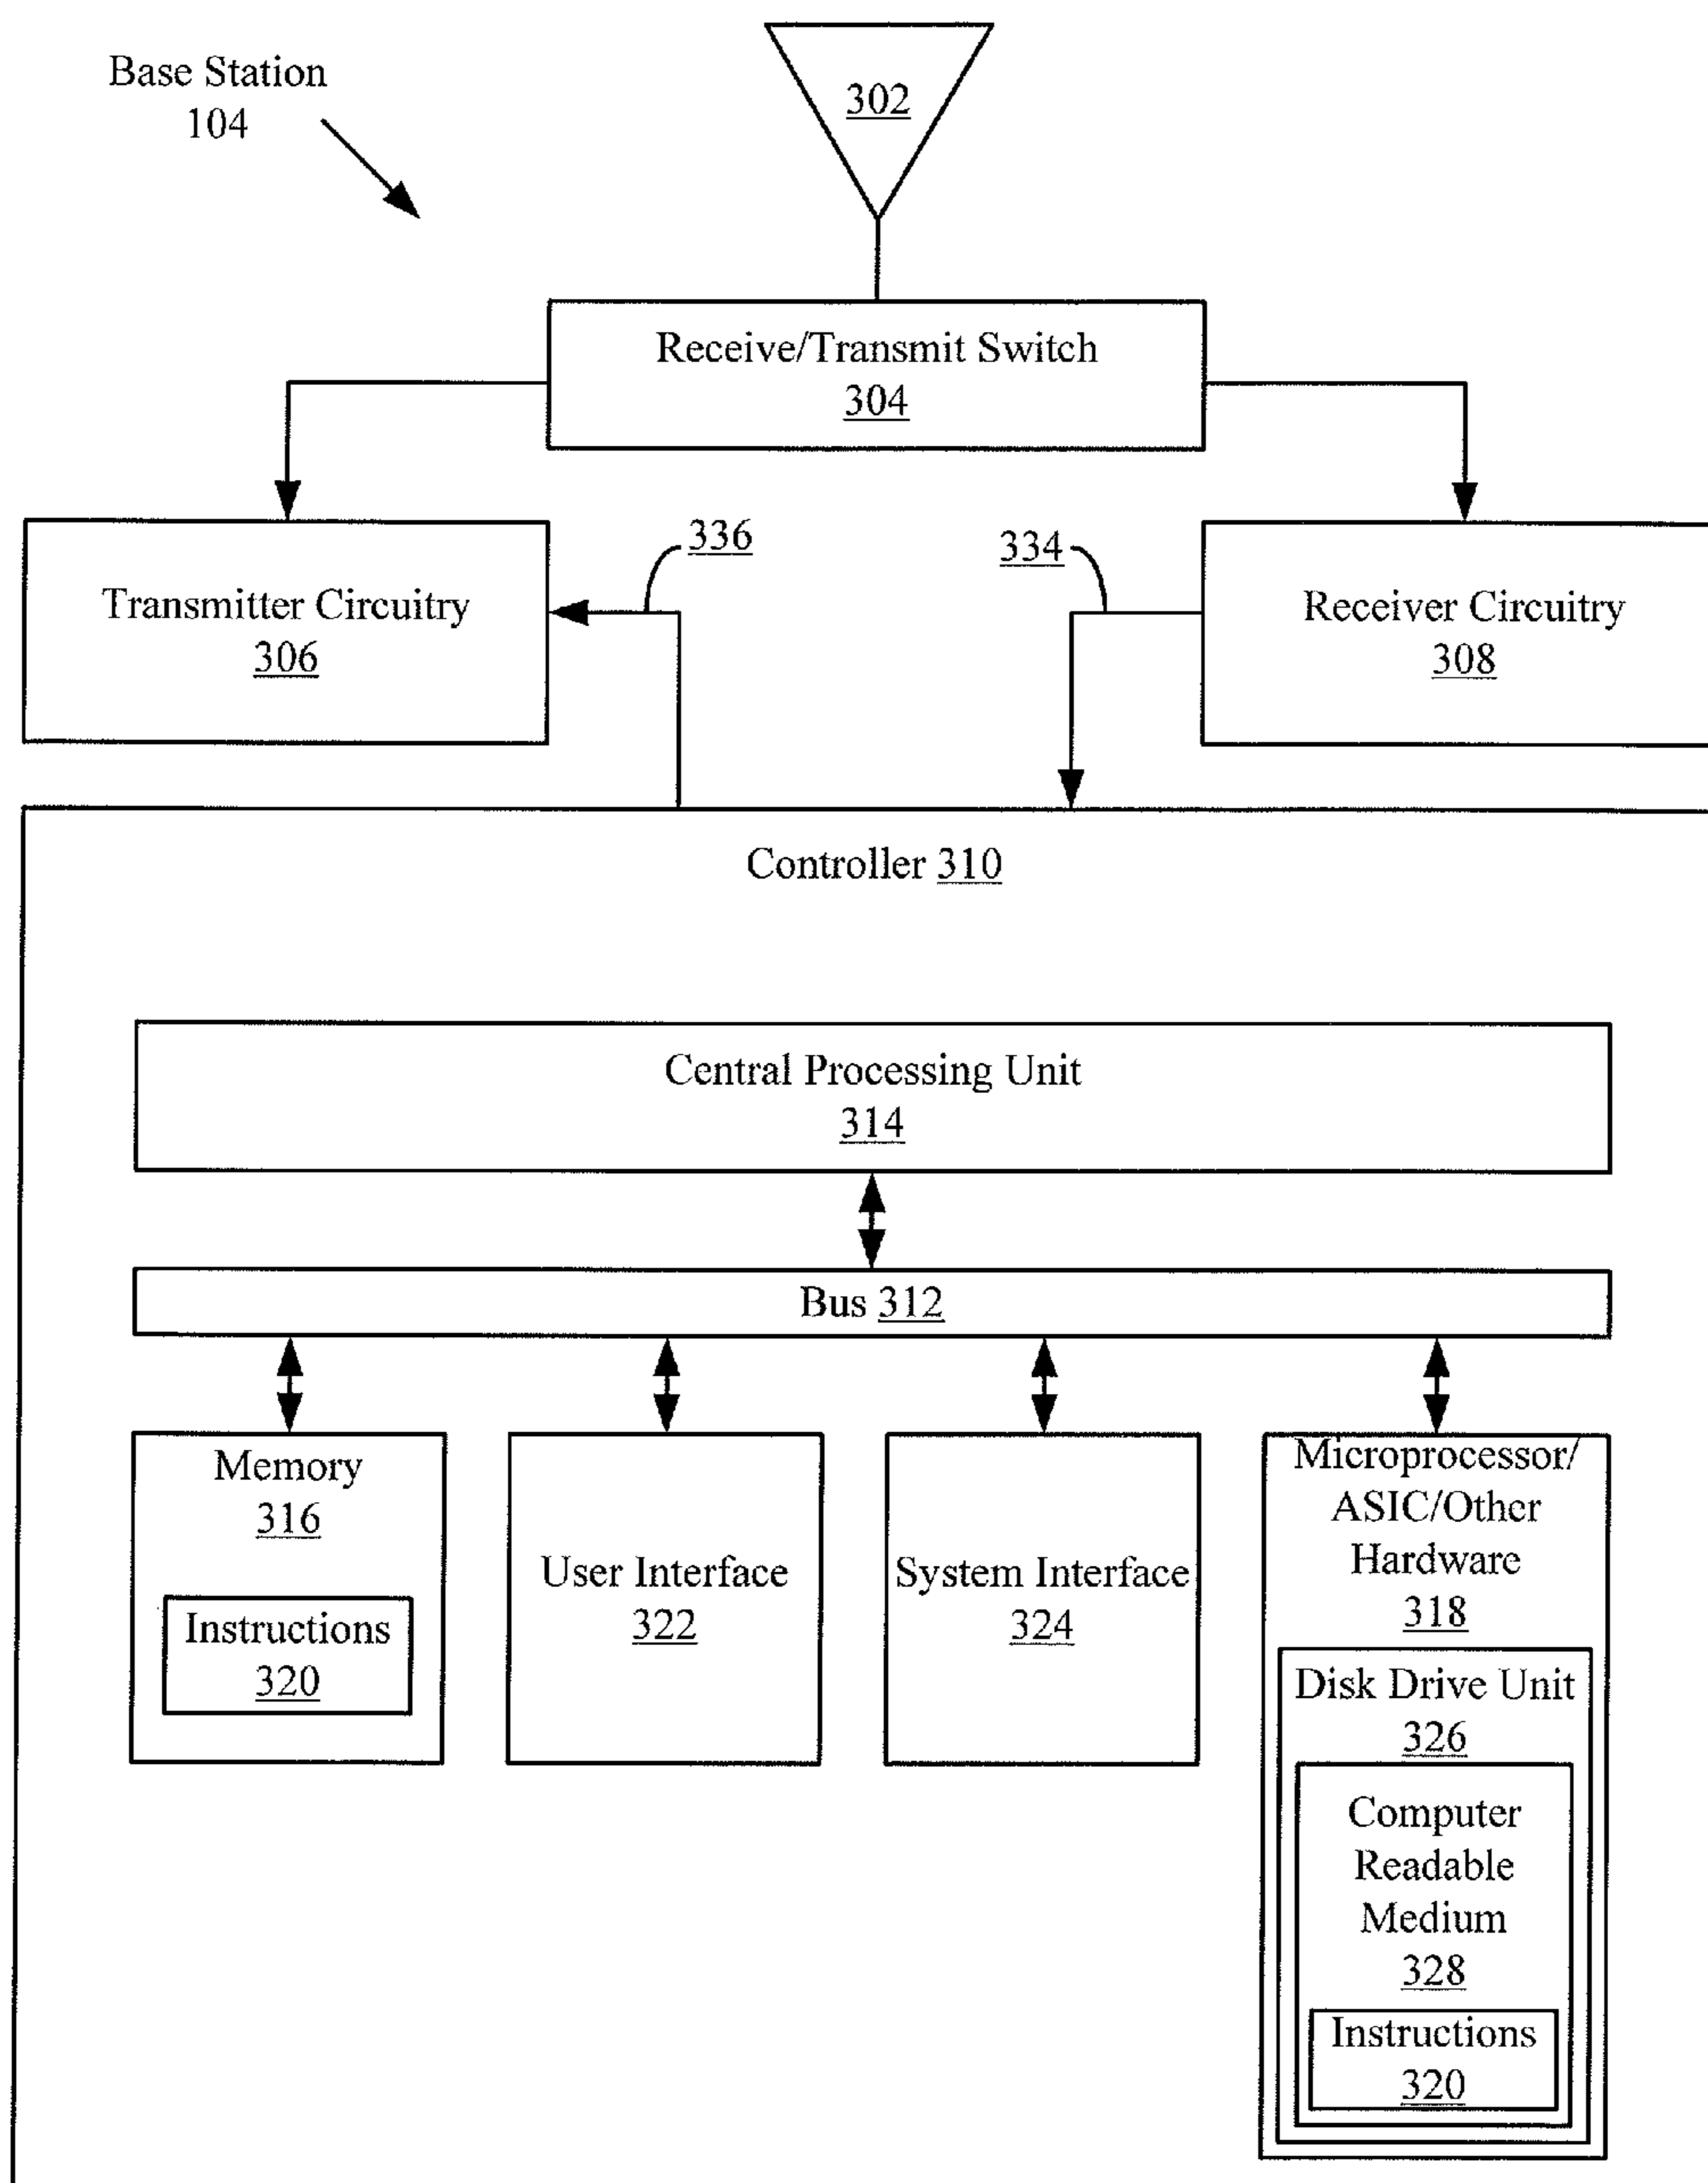 Base Station
104
302
Receive/Transmit Switch
304
336
334
Transmitter Circuitry
306
Receiver Circuitry
308
Controller 310
Central Processing Unit
314
Bus 312
Memory
316
Instructions
320
User Interface
322
System Interface
324
Microprocessor/
ASIC/Other
Hardware
318
Disk Drive Unit
326
Computer
Readable
Medium
328
Instructions
320